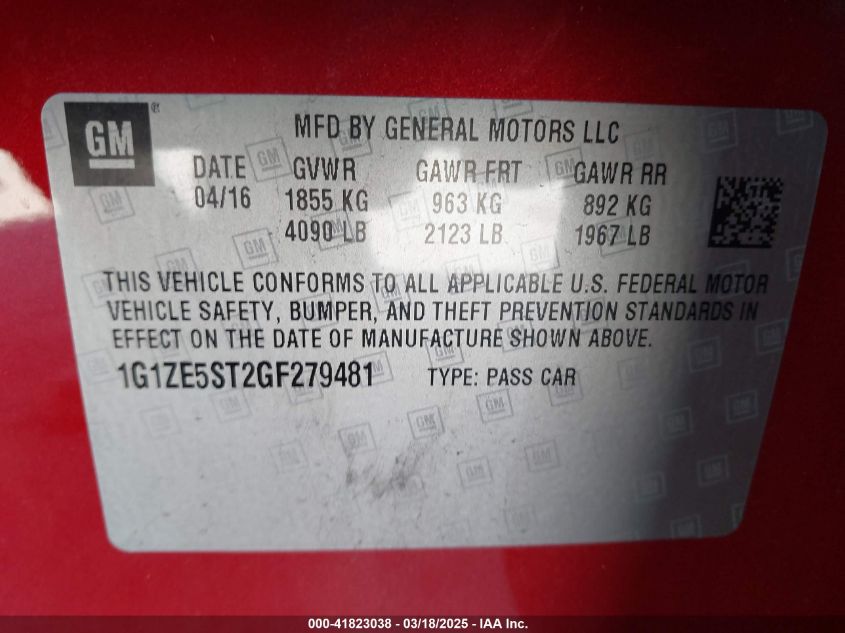 GM ®
MFD BY GENERAL MOTORS LLC
DATE GVWR GAWR FRT GAWR RR
04/16 1855 KG 963 KG 892 KG
4090 LB 2123 LB 1967 LB
THIS VEHICLE CONFORMS TO ALL APPLICABLE U.S. FEDERAL MOTOR
VEHICLE SAFETY, BUMPER, AND THEFT PREVENTION STANDARDS IN
EFFECT ON THE DATE OF MANUFACTURE SHOWN ABOVE.
1G1ZE5ST2GF279481 TYPE: PASS CAR
000-41823038 - 03/18/2025 - IAA Inc.